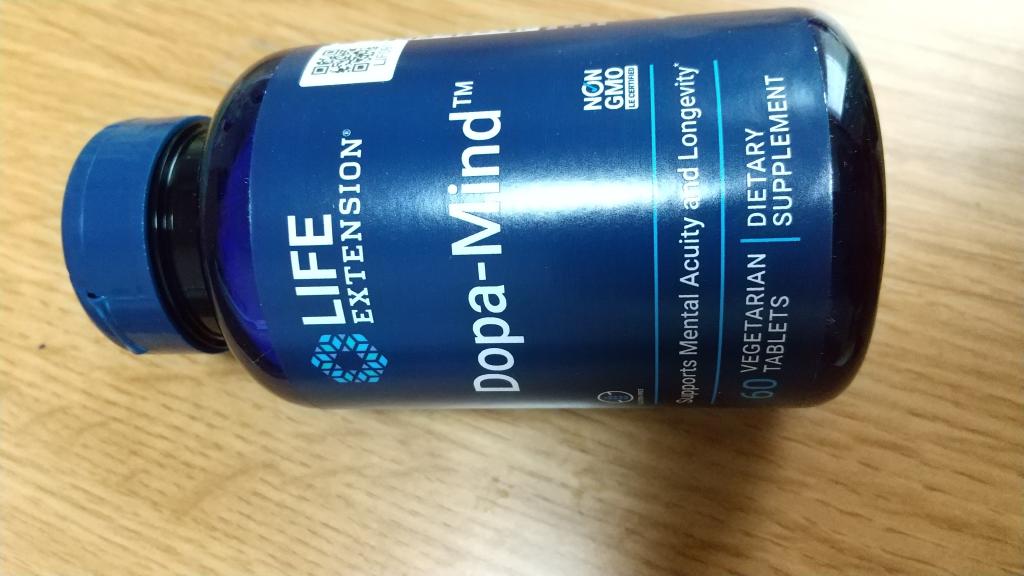 LIFE
EXTENSION®
Dopa-Mind™
NON
GMO
LE CERTIFIED
Supports Mental Acuity and Longevity*
60 VEGETARIAN
TABLETS
DIETARY
SUPPLEMENT